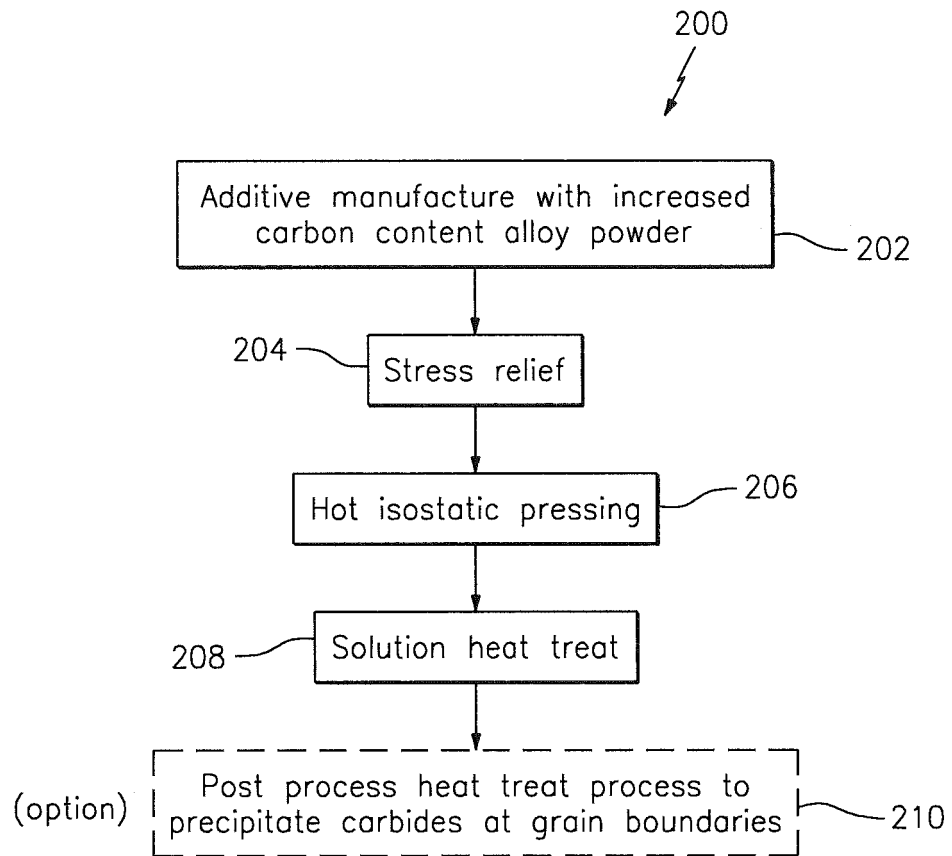 200
Additive manufacture with increased
carbon content alloy powder
202
204
Stress relief
Hot isostatic pressing
206
208
Solution heat treat
(option)
Post process heat treat process to
precipitate carbides at grain boundaries
210